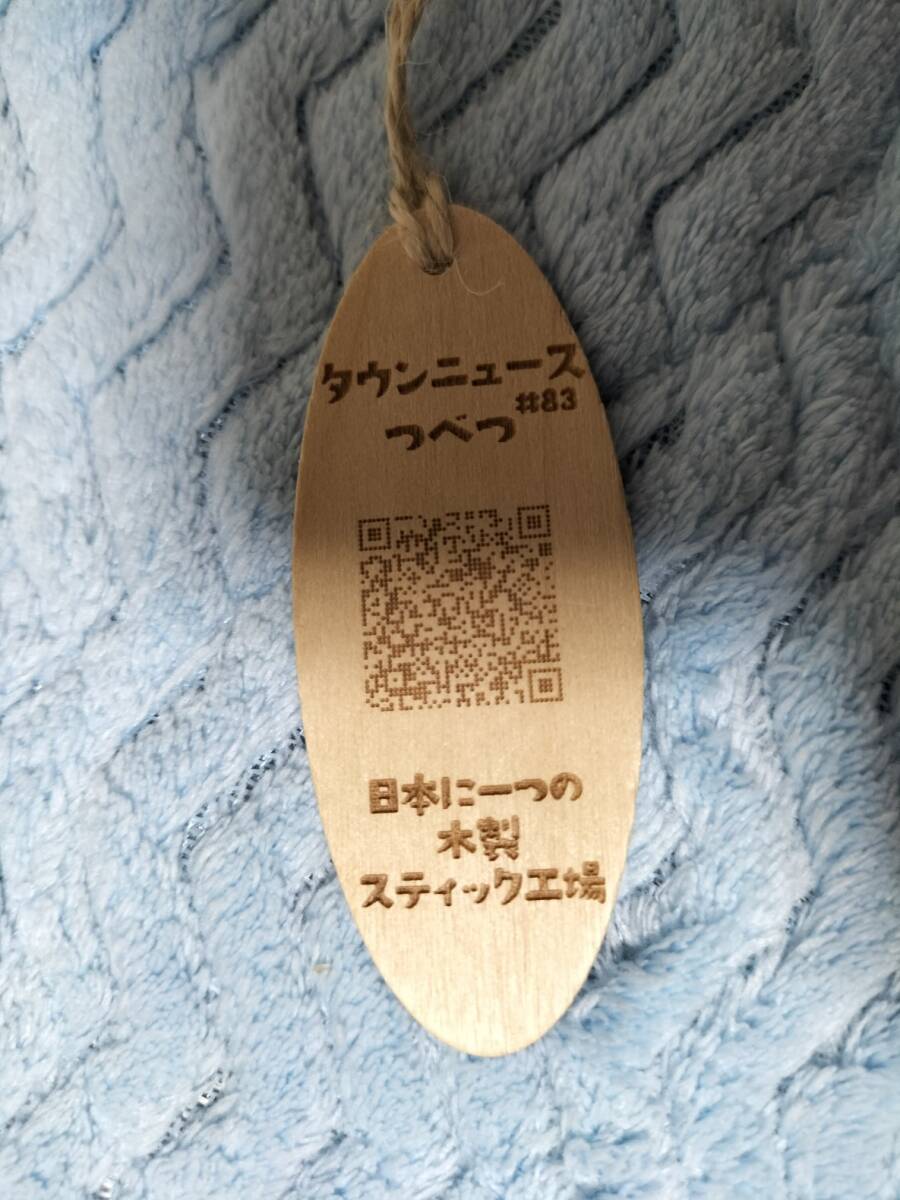 タウンニュース
つべつ#83
日本に一つの
木製
スティック工場